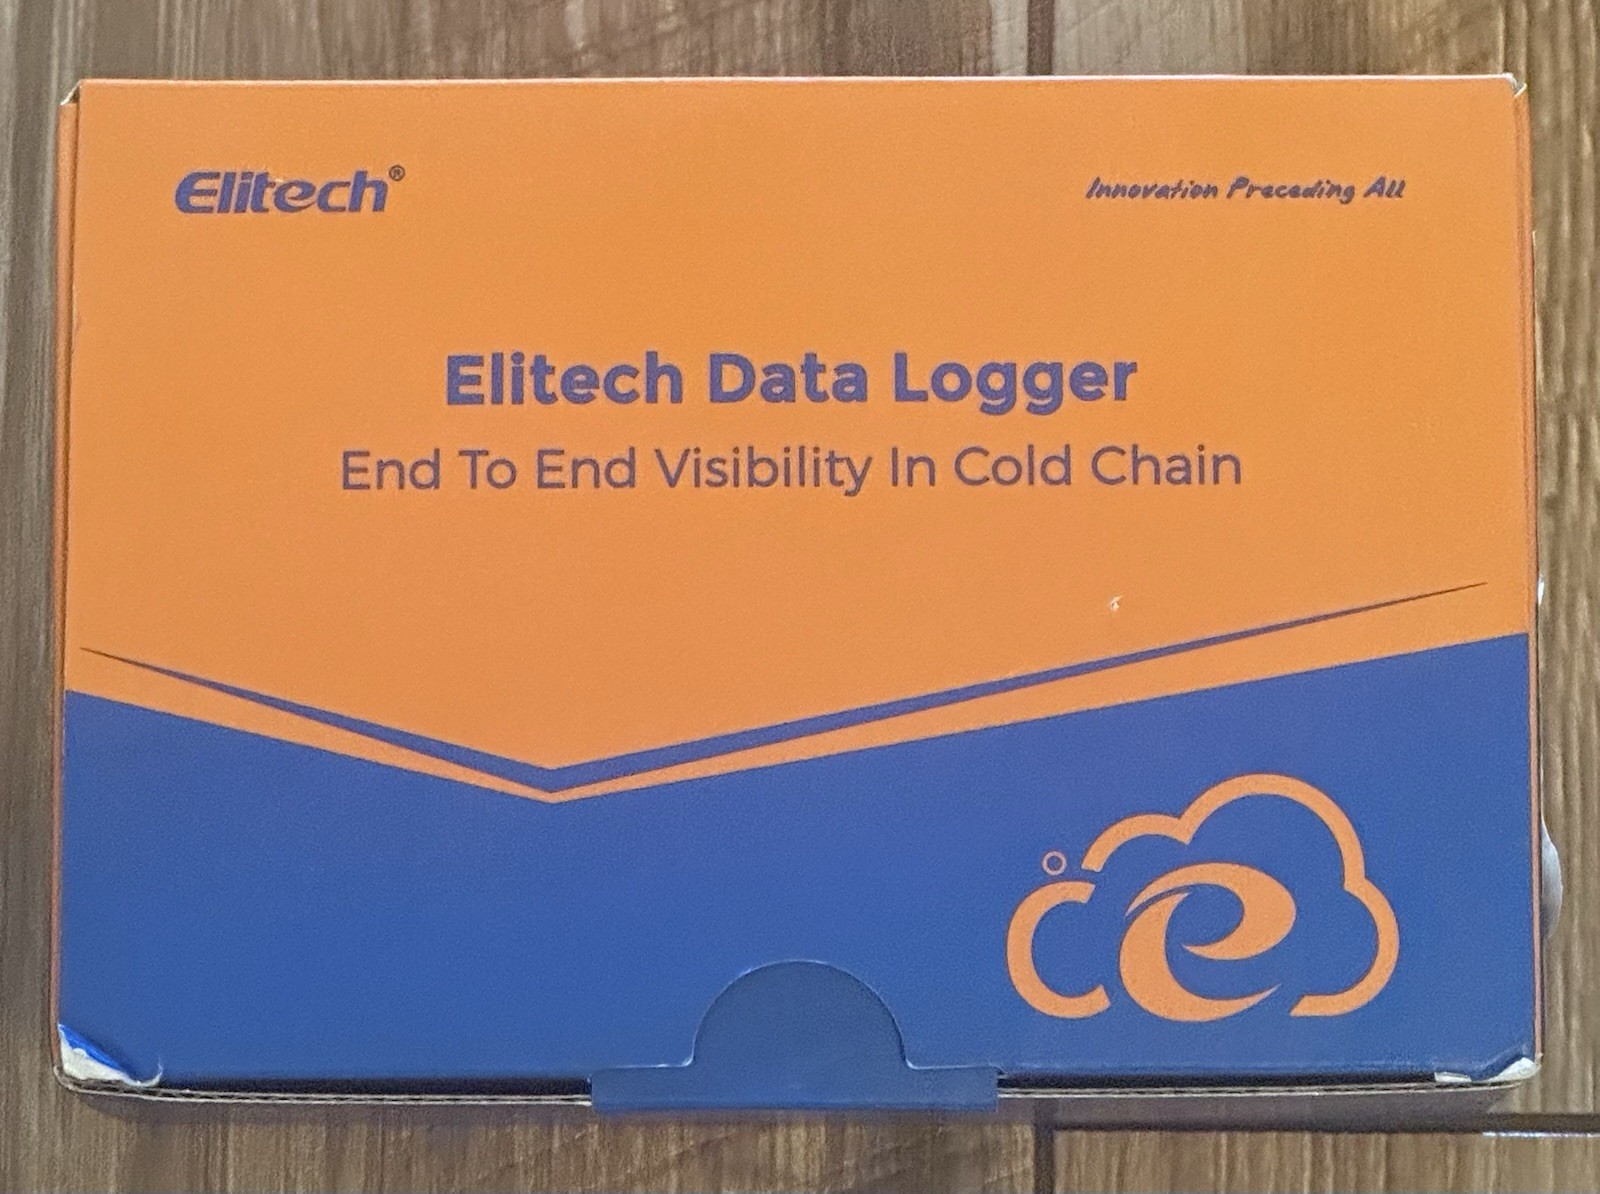 Elitech®
Innovation Preceding All
Elitech Data Logger
End To End Visibility In Cold Chain
°C e